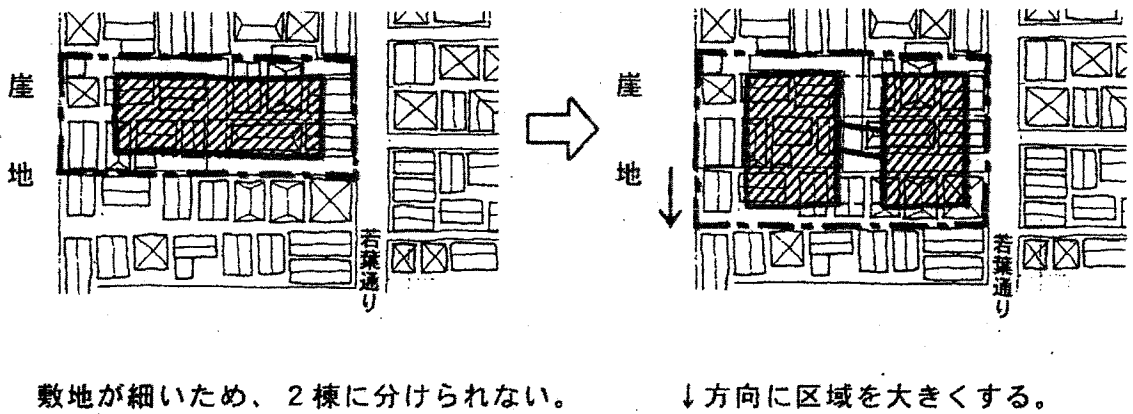 崖地
若葉通り
崖地
↓
若葉通り
敷地が細いため、２棟に分けられない。
↓方向に区域を大きくする。